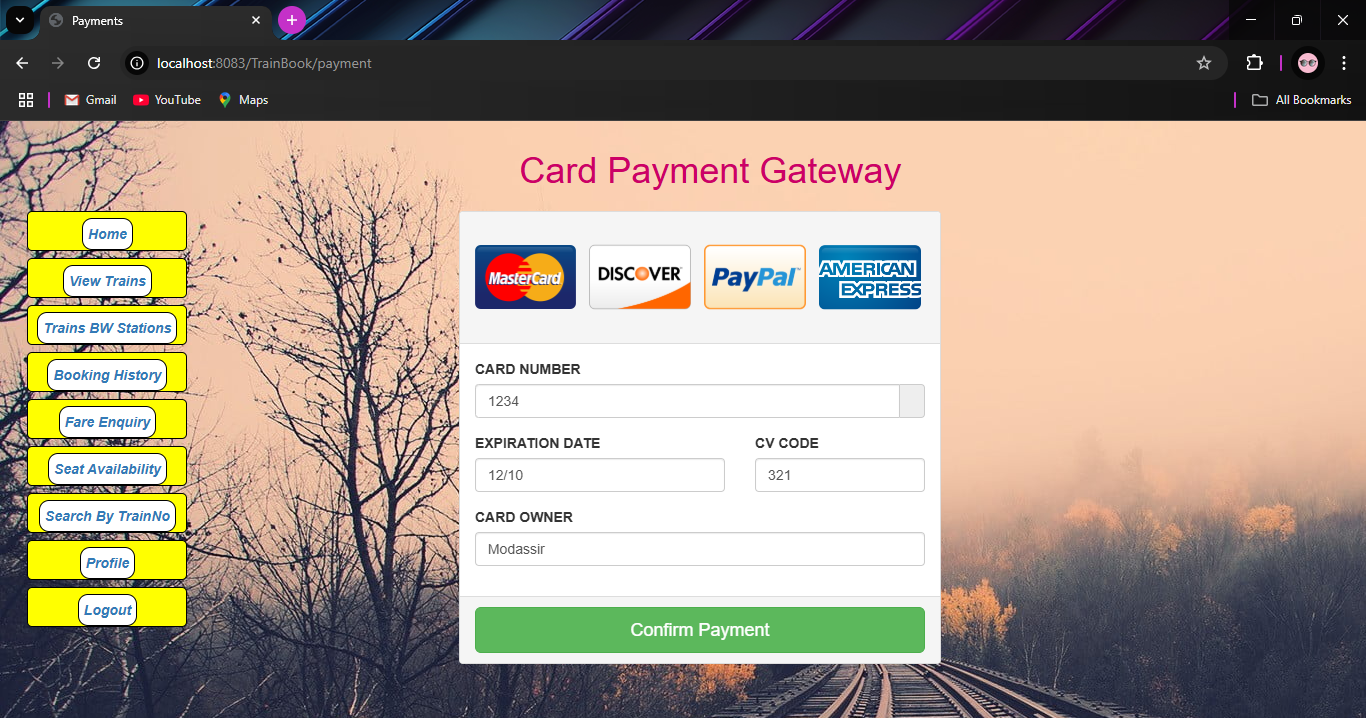 Payments
localhost:8083/TrainBook/payment
Gmail YouTube Maps All Bookmarks
Card Payment Gateway
Home
View Trains
Trains BW Stations
Booking History
Fare Enquiry
Seat Availability
Search By TrainNo
Profile
Logout
MasterCard DISCOVER PayPal AMERICAN EXPRESS
CARD NUMBER
1234
EXPIRATION DATE CV CODE
12/10 321
CARD OWNER
Modassir
Confirm Payment